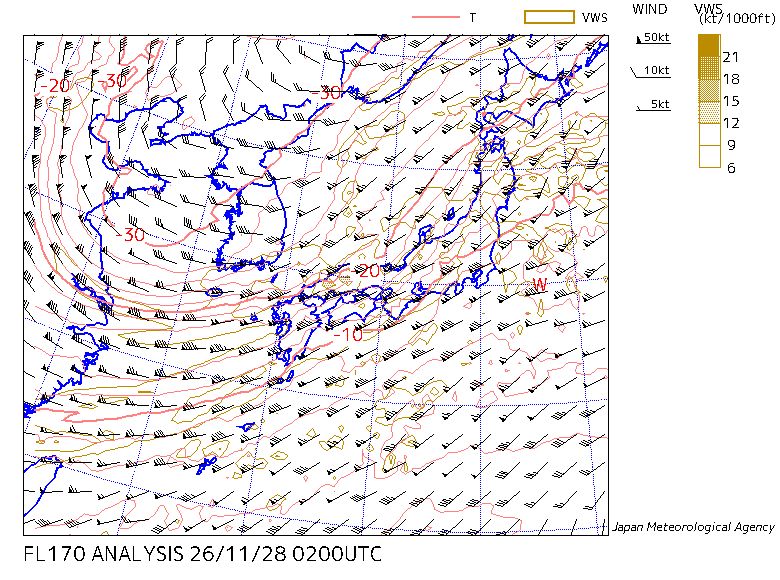 T
VWS
WIND
50kt
10kt
5kt
VWS
(kt/1000ft)
21
18
15
12
9
6
-20
-30
-30
30
20
W
-10
Japan Meteorological Agency
FL170 ANALYSIS 26/11/28 0200UTC